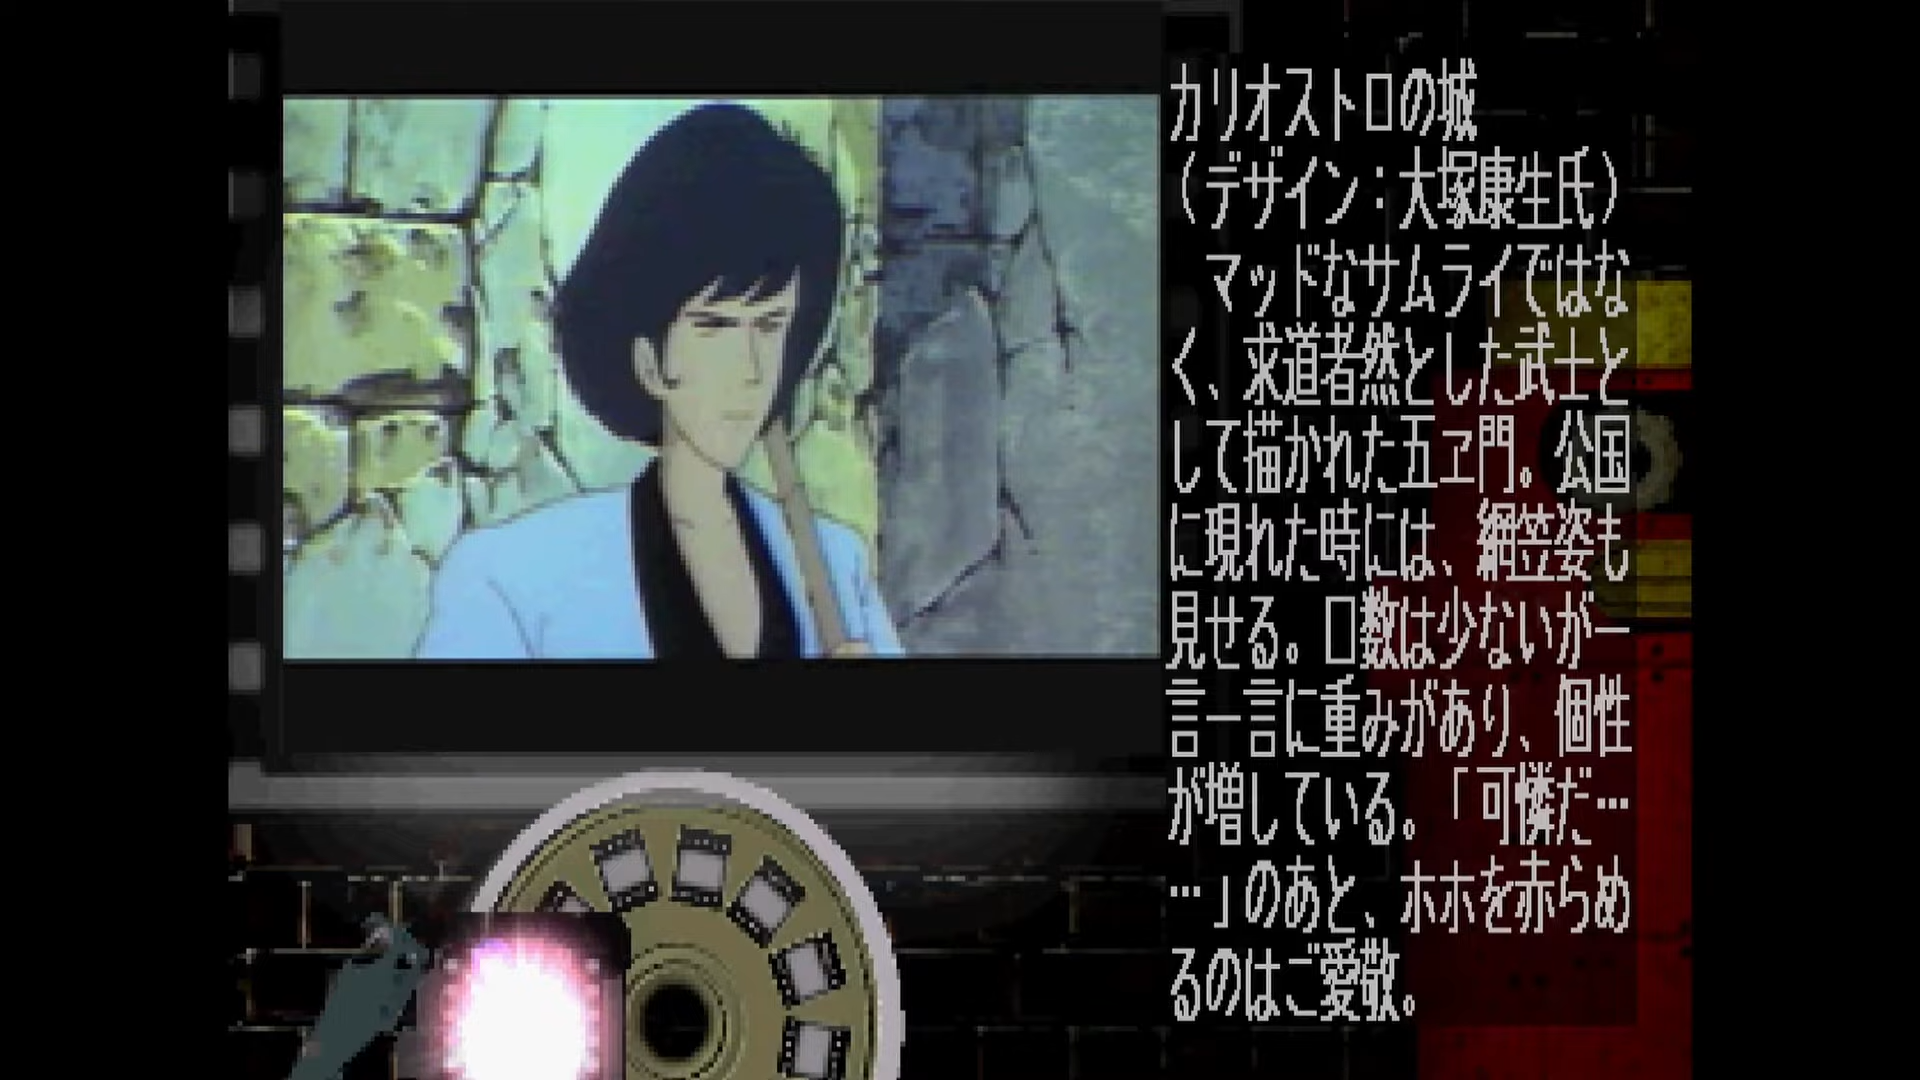 カリオストロの城
（デザイン：大塚康生氏）
　マッドなサムライではな
く、求道者然とした武士と
して描かれた五ヱ門。公国
に現れた時には、網笠姿も
見せる。口数は少ないが一
言一言に重みがあり、個性
が増している。「可憐だ…
…」のあと、ホホを赤らめ
るのはご愛敬。